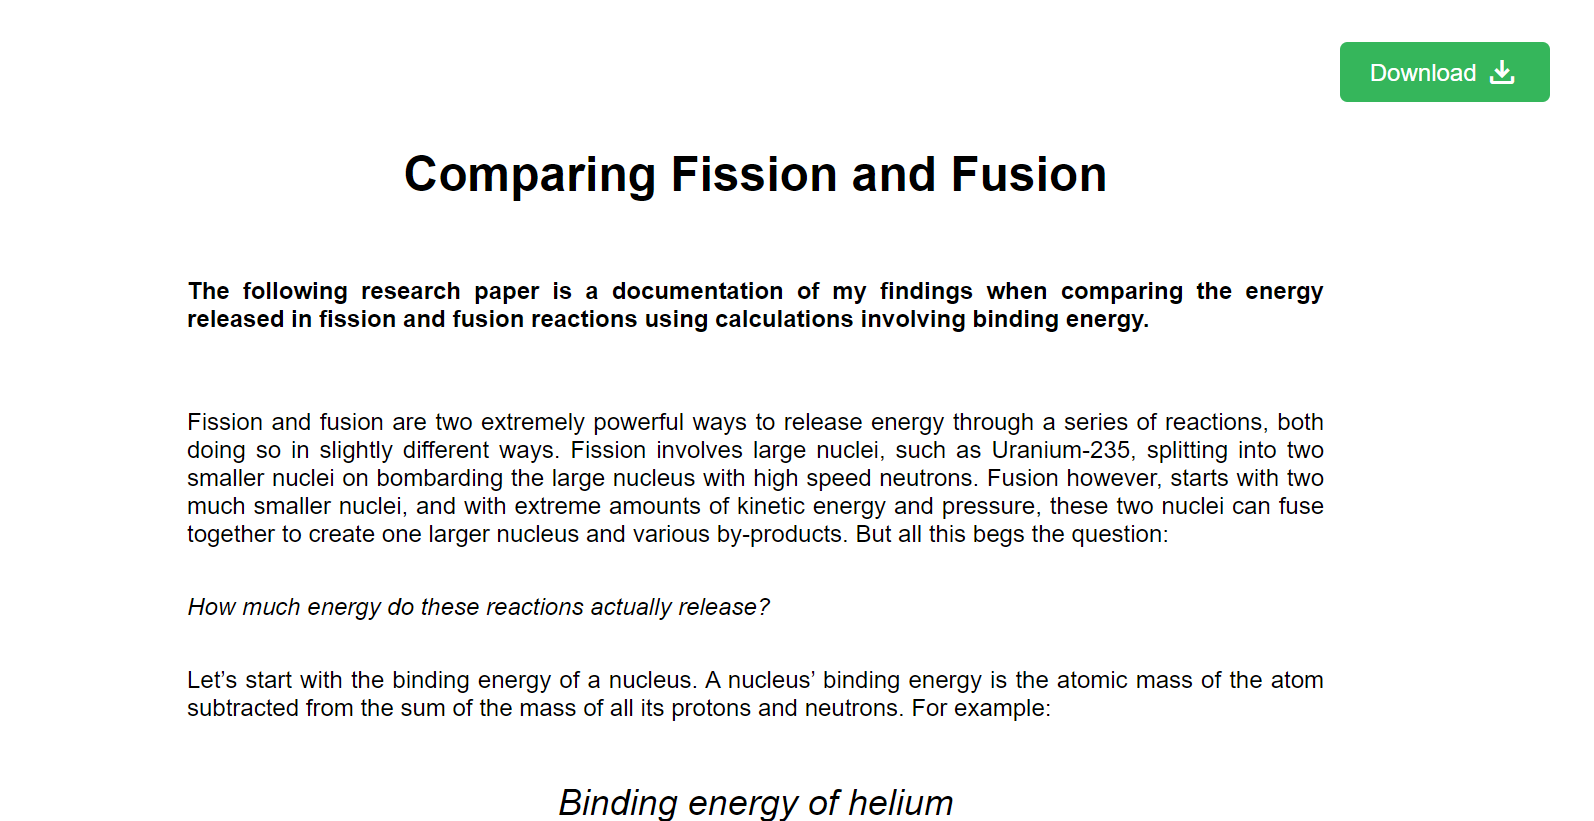 Download
Comparing Fission and Fusion
The following research paper is a documentation of my findings when comparing the energy
released in fission and fusion reactions using calculations involving binding energy.
Fission and fusion are two extremely powerful ways to release energy through a series of reactions, both
doing so in slightly different ways. Fission involves large nuclei, such as Uranium-235, splitting into two
smaller nuclei on bombarding the large nucleus with high speed neutrons. Fusion however, starts with two
much smaller nuclei, and with extreme amounts of kinetic energy and pressure, these two nuclei can fuse
together to create one larger nucleus and various by-products. But all this begs the question:
How much energy do these reactions actually release?
Let’s start with the binding energy of a nucleus. A nucleus’ binding energy is the atomic mass of the atom
subtracted from the sum of the mass of all its protons and neutrons. For example:
Binding energy of helium